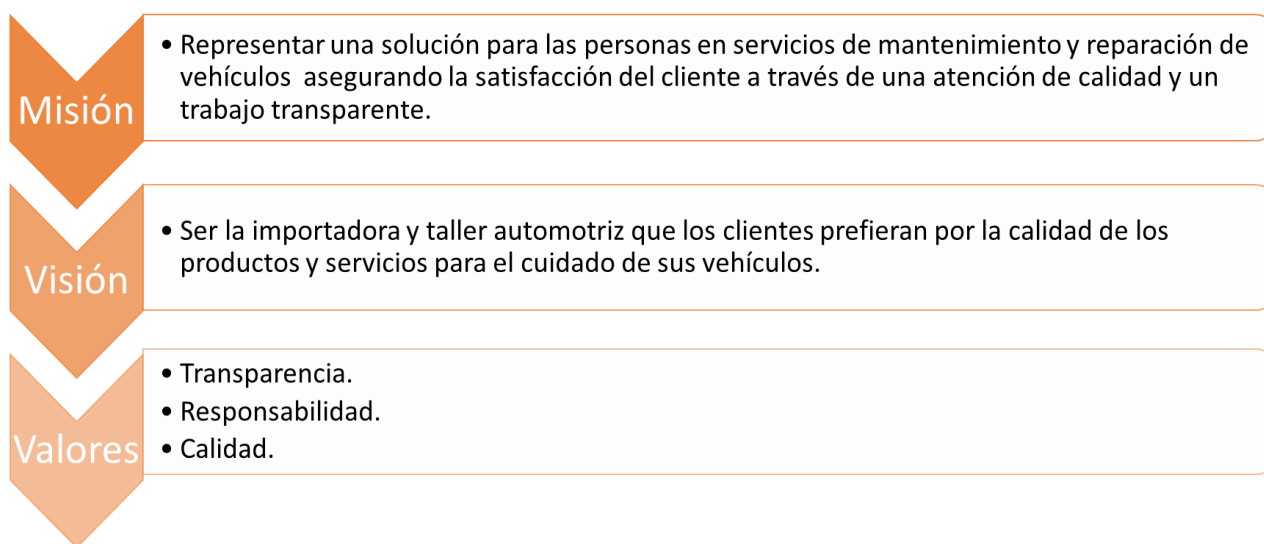 Misión
• Representar una solución para las personas en servicios de mantenimiento y reparación de
vehículos  asegurando la satisfacción del cliente a través de una atención de calidad y un
trabajo transparente.
Visión
• Ser la importadora y taller automotriz que los clientes prefieran por la calidad de los
productos y servicios para el cuidado de sus vehículos.
Valores
• Transparencia.
• Responsabilidad.
• Calidad.